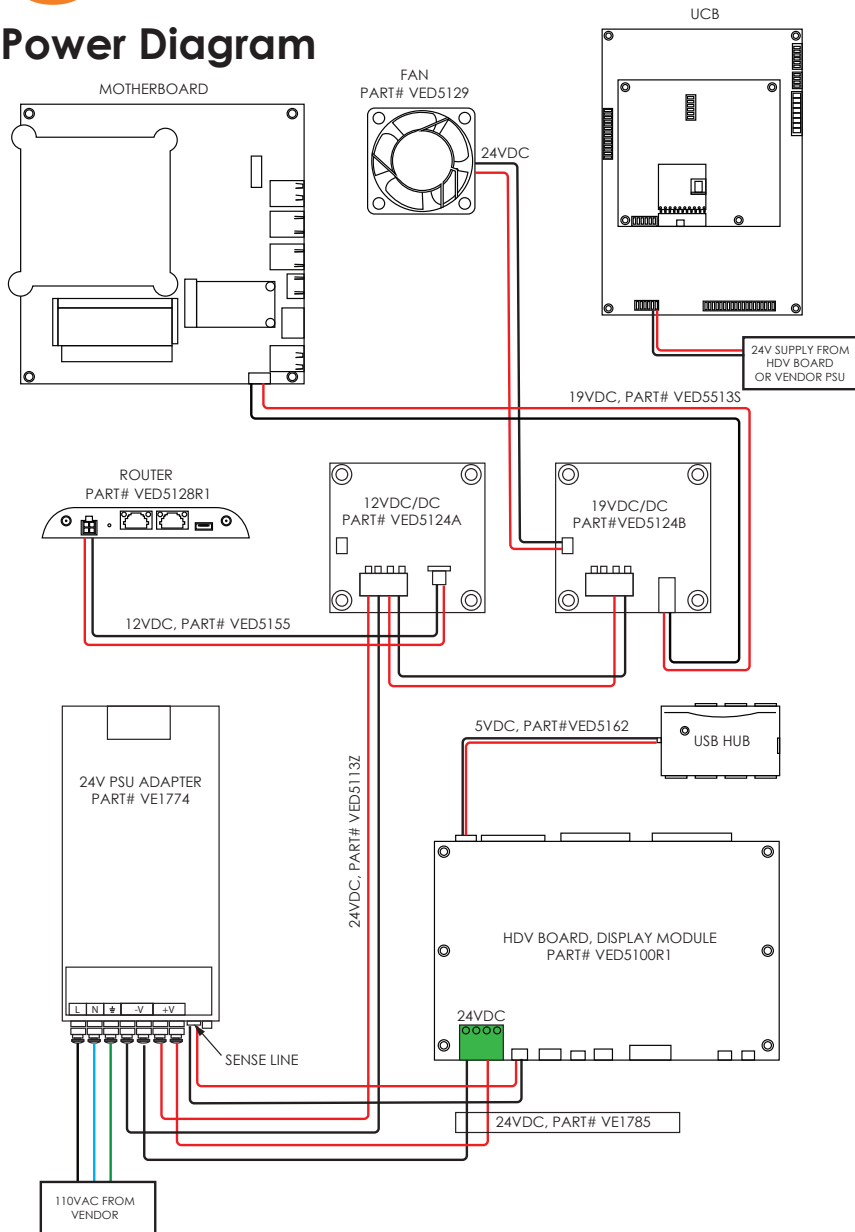 Power Diagram
UCB
MOTHERBOARD
FAN
PART# VED5129
24VDC
24V SUPPLY FROM
HDV BOARD
OR VENDOR PSU
19VDC, PART# VED5513S
ROUTER
PART# VED5128R1
12VDC/DC
PART# VED5124A
19VDC/DC
PART#VED5124B
12VDC, PART# VED5155
5VDC, PART#VED5162
USB HUB
24V PSU ADAPTER
PART# VE1774
24VDC, PART# VED5113Z
HDV BOARD, DISPLAY MODULE
PART# VED5100R1
24VDC
L N -V +V
SENSE LINE
24VDC, PART# VE1785
110VAC FROM
VENDOR